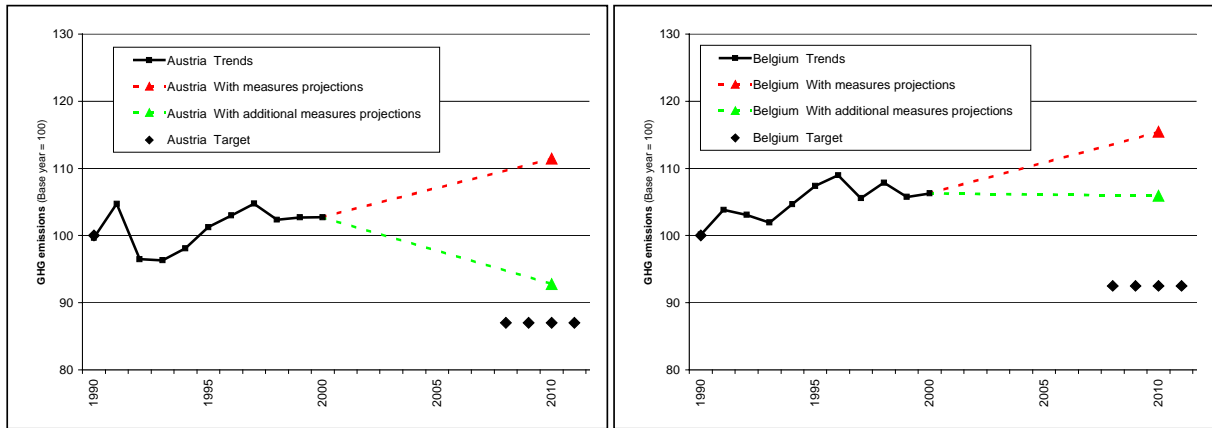 GHG emissions (Base year = 100)
130
120
110
100
90
80
Austria Trends
Austria With measures projections
Austria With additional measures projections
Austria Target
1990
1995
2000
2005
2010
GHG emissions (Base year = 100)
130
120
110
100
90
80
Belgium Trends
Belgium With measures projections
Belgium With additional measures projections
Belgium Target
1990
1995
2000
2005
2010